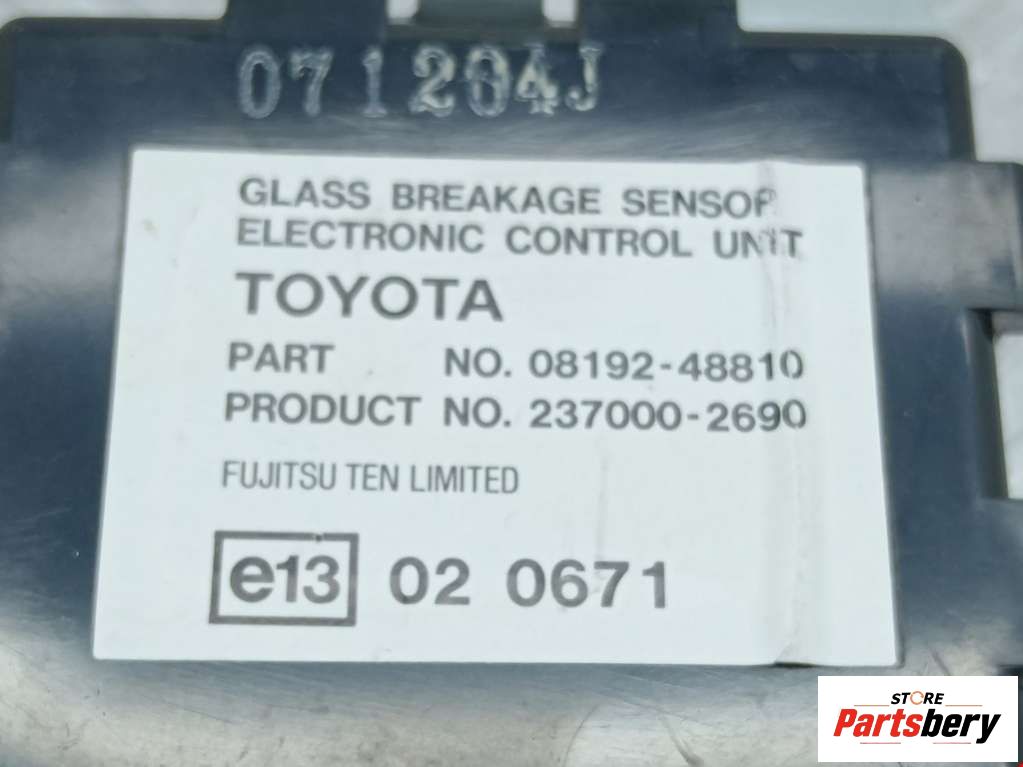 071204J
GLASS BREAKAGE SENSOR
ELECTRONIC CONTROL UNIT
TOYOTA
PART NO. 08192-48810
PRODUCT NO. 237000-2690
FUJITSU TEN LIMITED
e13 02 0671
STORE
Partsbery